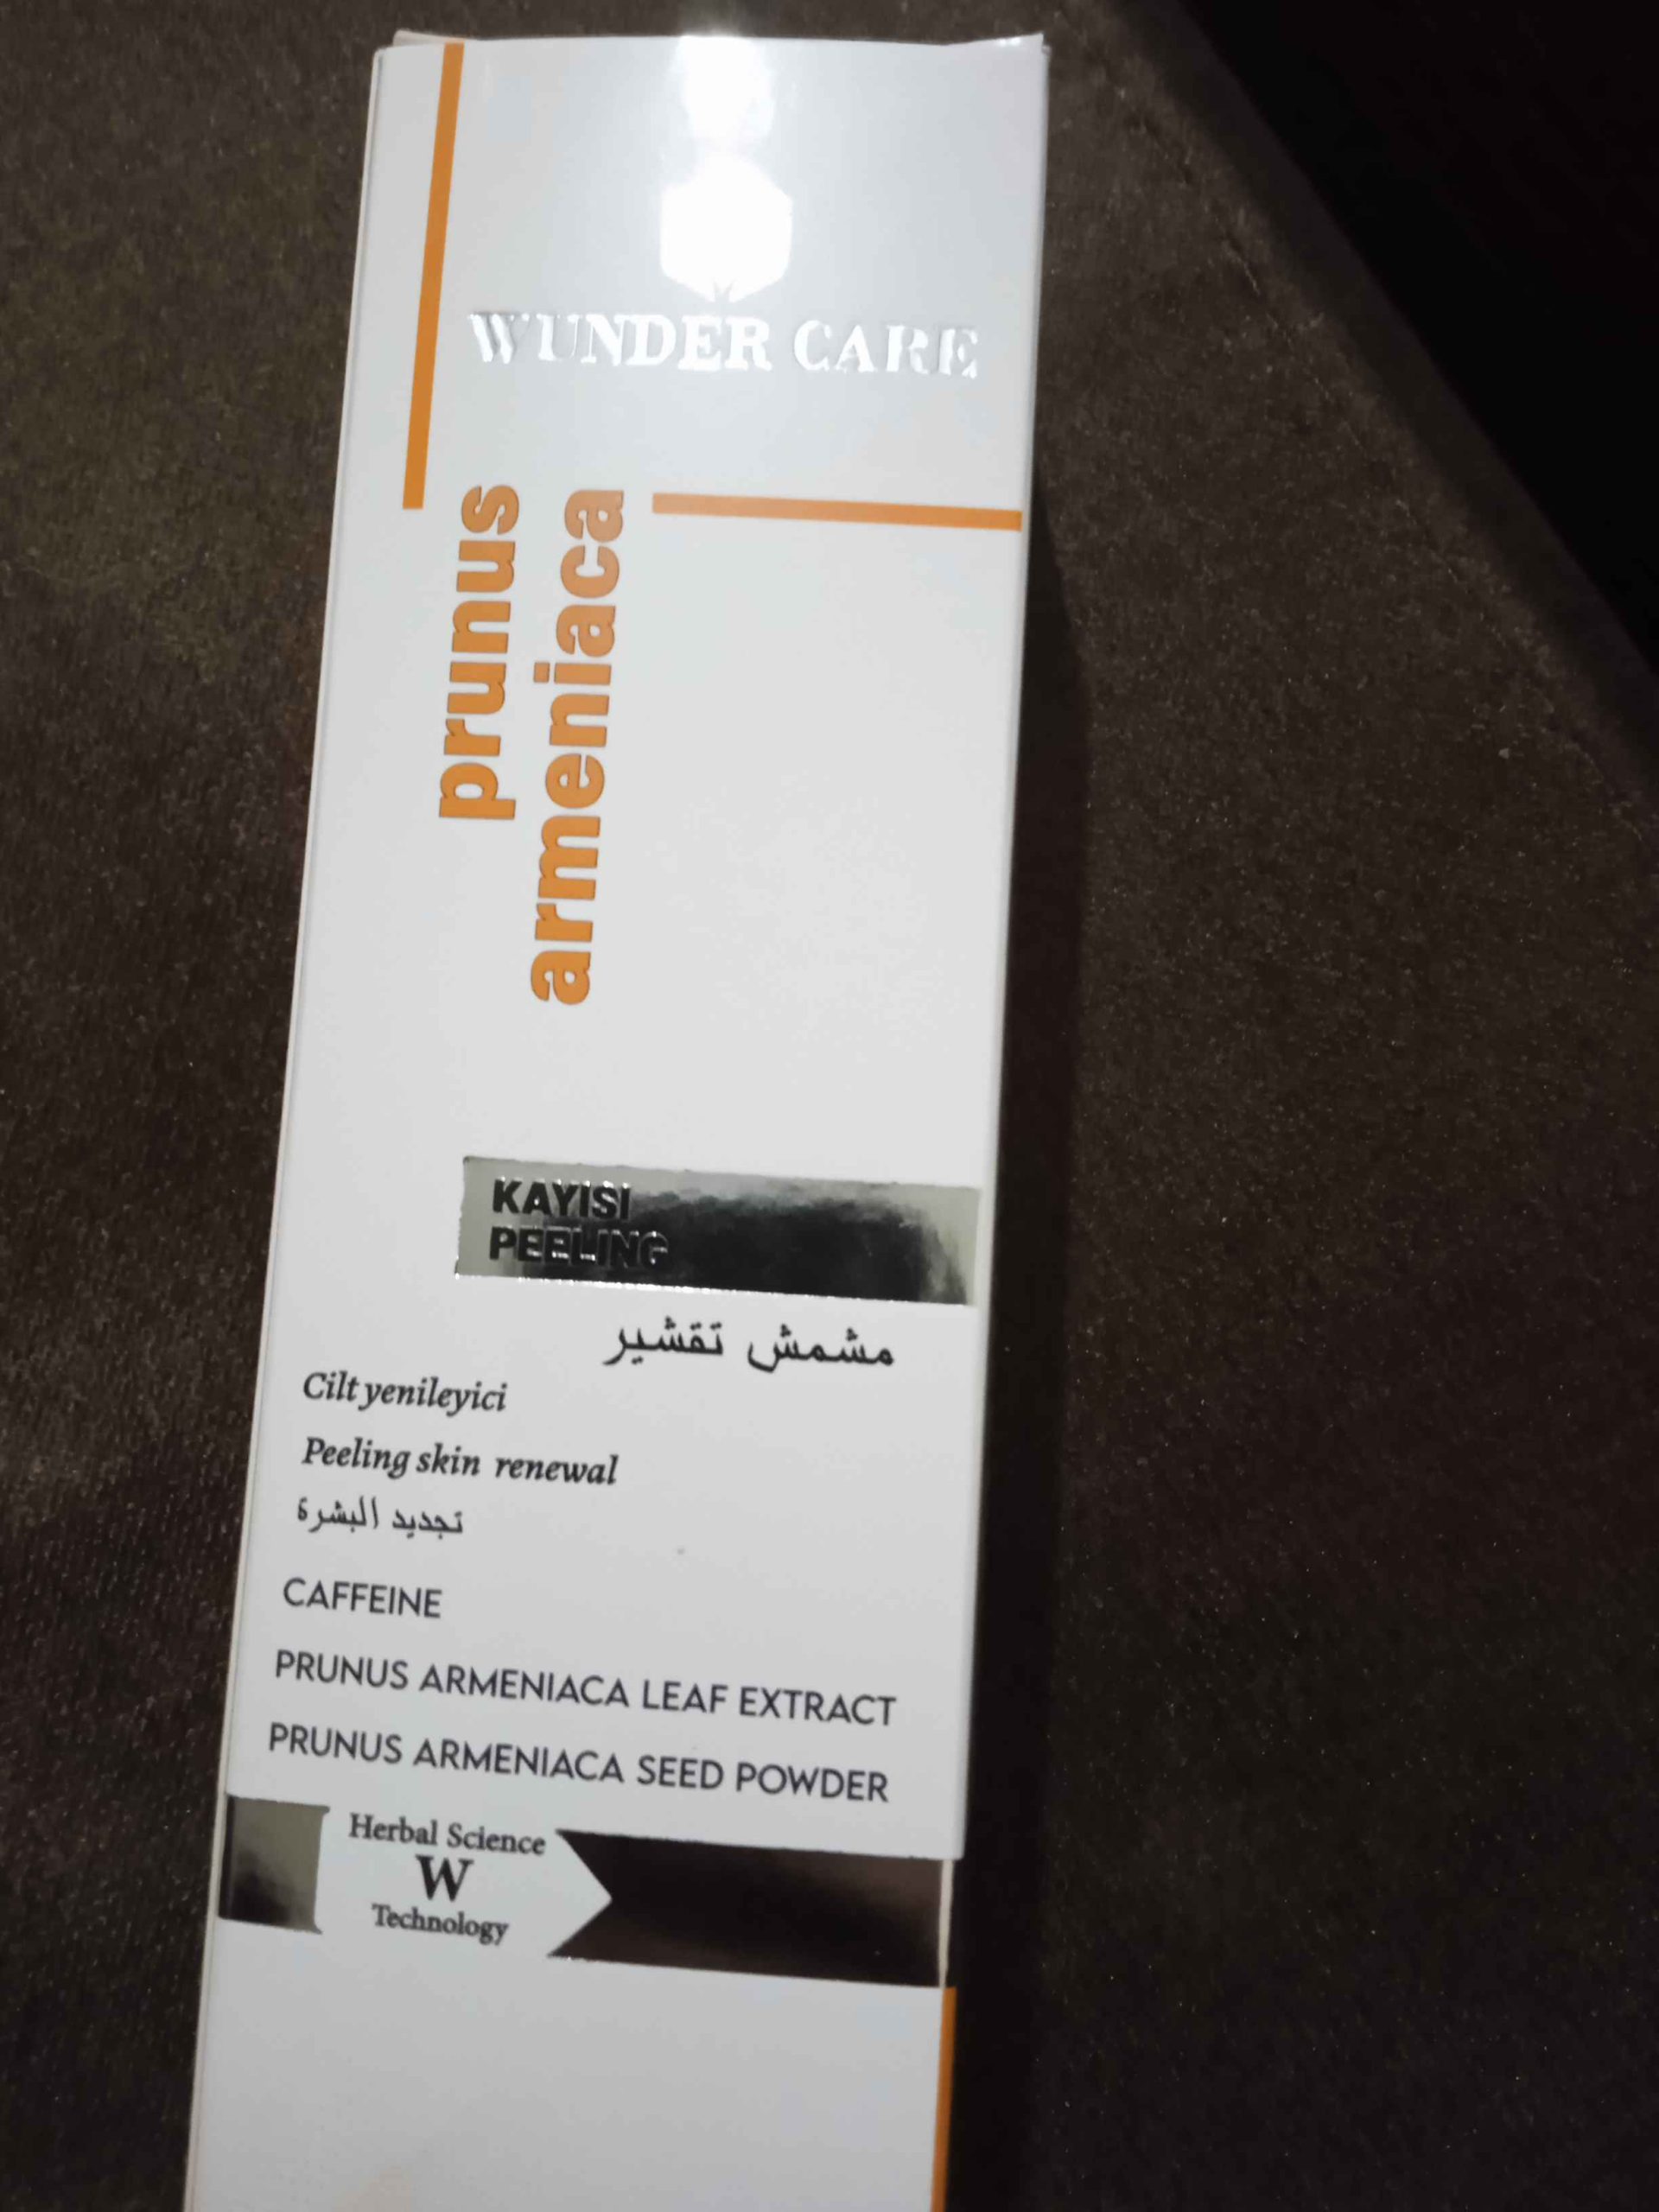 WUNDER CARE
prunus
armeniaca
KAYISI
PEELING
مشمش تقشير
Cilt yenileyici
Peeling skin renewal
تجديد البشرة
CAFFEINE
PRUNUS ARMENIACA LEAF EXTRACT
PRUNUS ARMENIACA SEED POWDER
Herbal Science
W
Technology